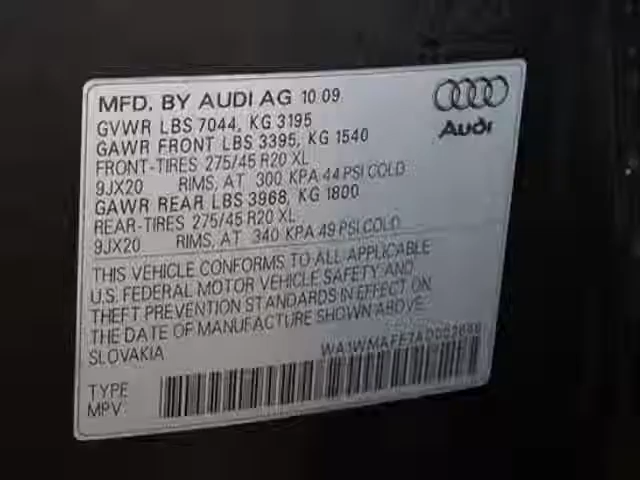 MFD. BY AUDI AG 10 09
Audi
GVWR LBS 7044, KG 3195
GAWR FRONT LBS 3395, KG 1540
FRONT-TIRES 275/45 R20 XL
9JX20 RIMS, AT 300 KPA 44 PSI COLD
GAWR REAR LBS 3968, KG 1800
REAR-TIRES 275/45 R20 XL
9JX20 RIMS, AT 340 KPA 49 PSI COLD
THIS VEHICLE CONFORMS TO ALL APPLICABLE
U.S. FEDERAL MOTOR VEHICLE SAFETY AND
THEFT PREVENTION STANDARDS IN EFFECT ON
THE DATE OF MANUFACTURE SHOWN ABOVE.
SLOVAKIA
TYPE
MPV